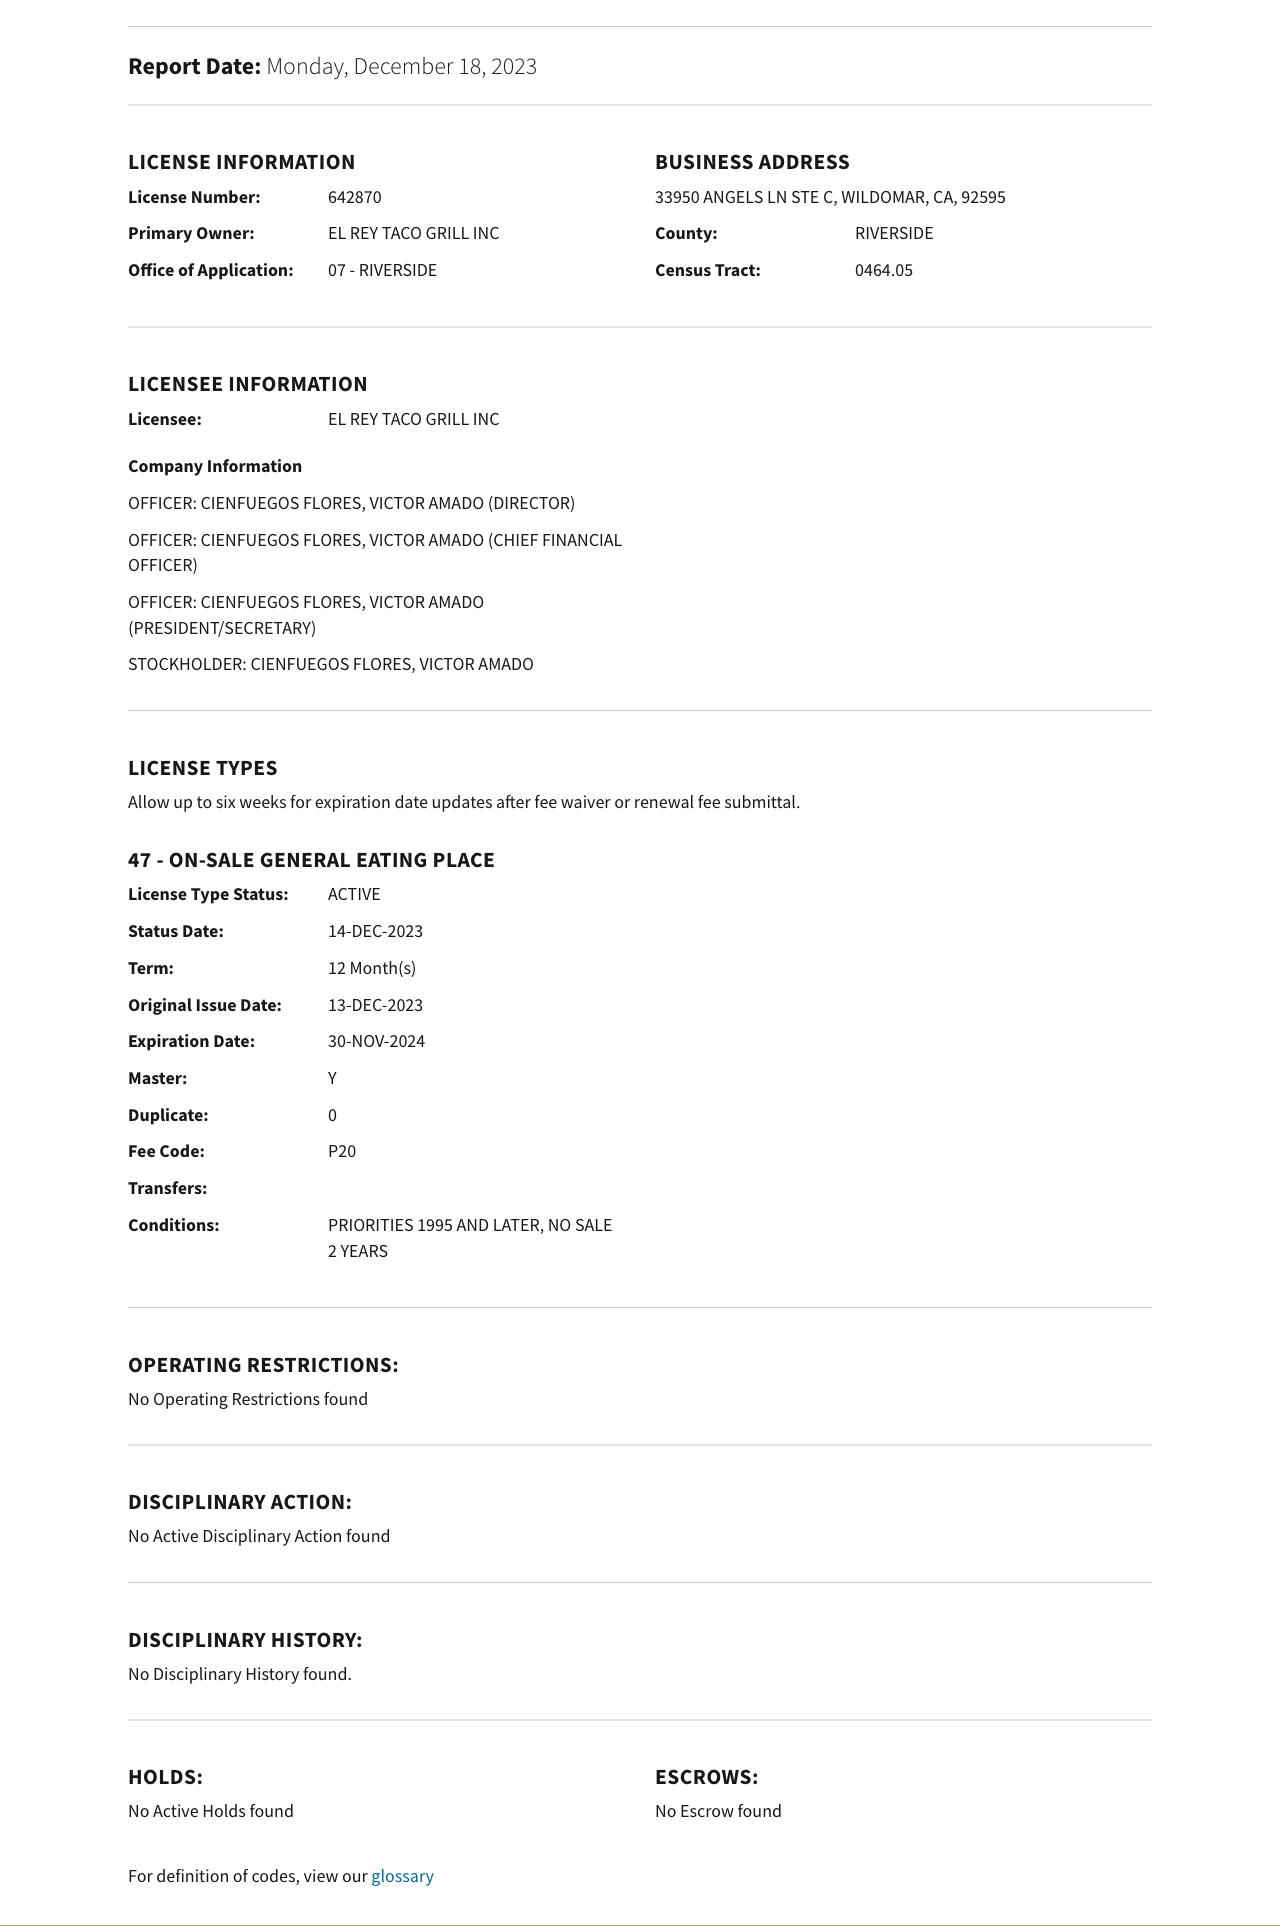 Report Date: Monday, December 18, 2023
LICENSE INFORMATION
License Number: 642870
Primary Owner: EL REY TACO GRILL INC
Office of Application: 07 - RIVERSIDE
BUSINESS ADDRESS
33950 ANGELS LN STE C, WILDOMAR, CA, 92595
County: RIVERSIDE
Census Tract: 0464.05
LICENSEE INFORMATION
Licensee: EL REY TACO GRILL INC
Company Information
OFFICER: CIENFUEGOS FLORES, VICTOR AMADO (DIRECTOR)
OFFICER: CIENFUEGOS FLORES, VICTOR AMADO (CHIEF FINANCIAL
OFFICER)
OFFICER: CIENFUEGOS FLORES, VICTOR AMADO
(PRESIDENT/SECRETARY)
STOCKHOLDER: CIENFUEGOS FLORES, VICTOR AMADO
LICENSE TYPES
Allow up to six weeks for expiration date updates after fee waiver or renewal fee submittal.
47 - ON-SALE GENERAL EATING PLACE
License Type Status: ACTIVE
Status Date: 14-DEC-2023
Term: 12 Month(s)
Original Issue Date: 13-DEC-2023
Expiration Date: 30-NOV-2024
Master: Y
Duplicate: 0
Fee Code: P20
Transfers:
Conditions: PRIORITIES 1995 AND LATER, NO SALE
2 YEARS
OPERATING RESTRICTIONS:
No Operating Restrictions found
DISCIPLINARY ACTION:
No Active Disciplinary Action found
DISCIPLINARY HISTORY:
No Disciplinary History found.
HOLDS:
No Active Holds found
ESCROWS:
No Escrow found
For definition of codes, view our glossary